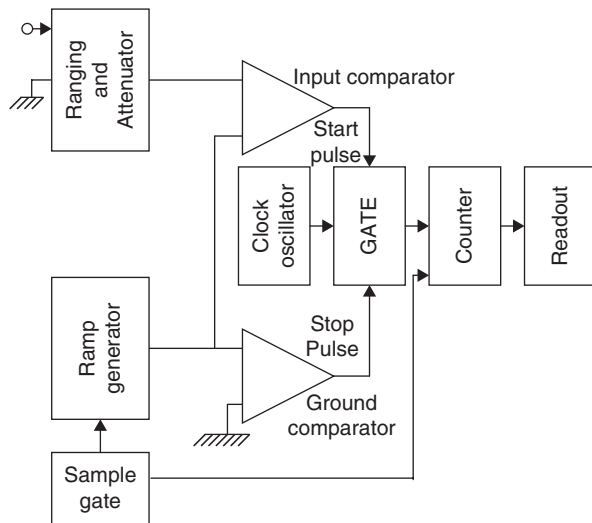 Ranging
and
Attenuator
Input comparator
Start
pulse
Clock
oscillator
GATE
Counter
Readout
Ramp
generator
Stop
Pulse
Ground
comparator
Sample
gate